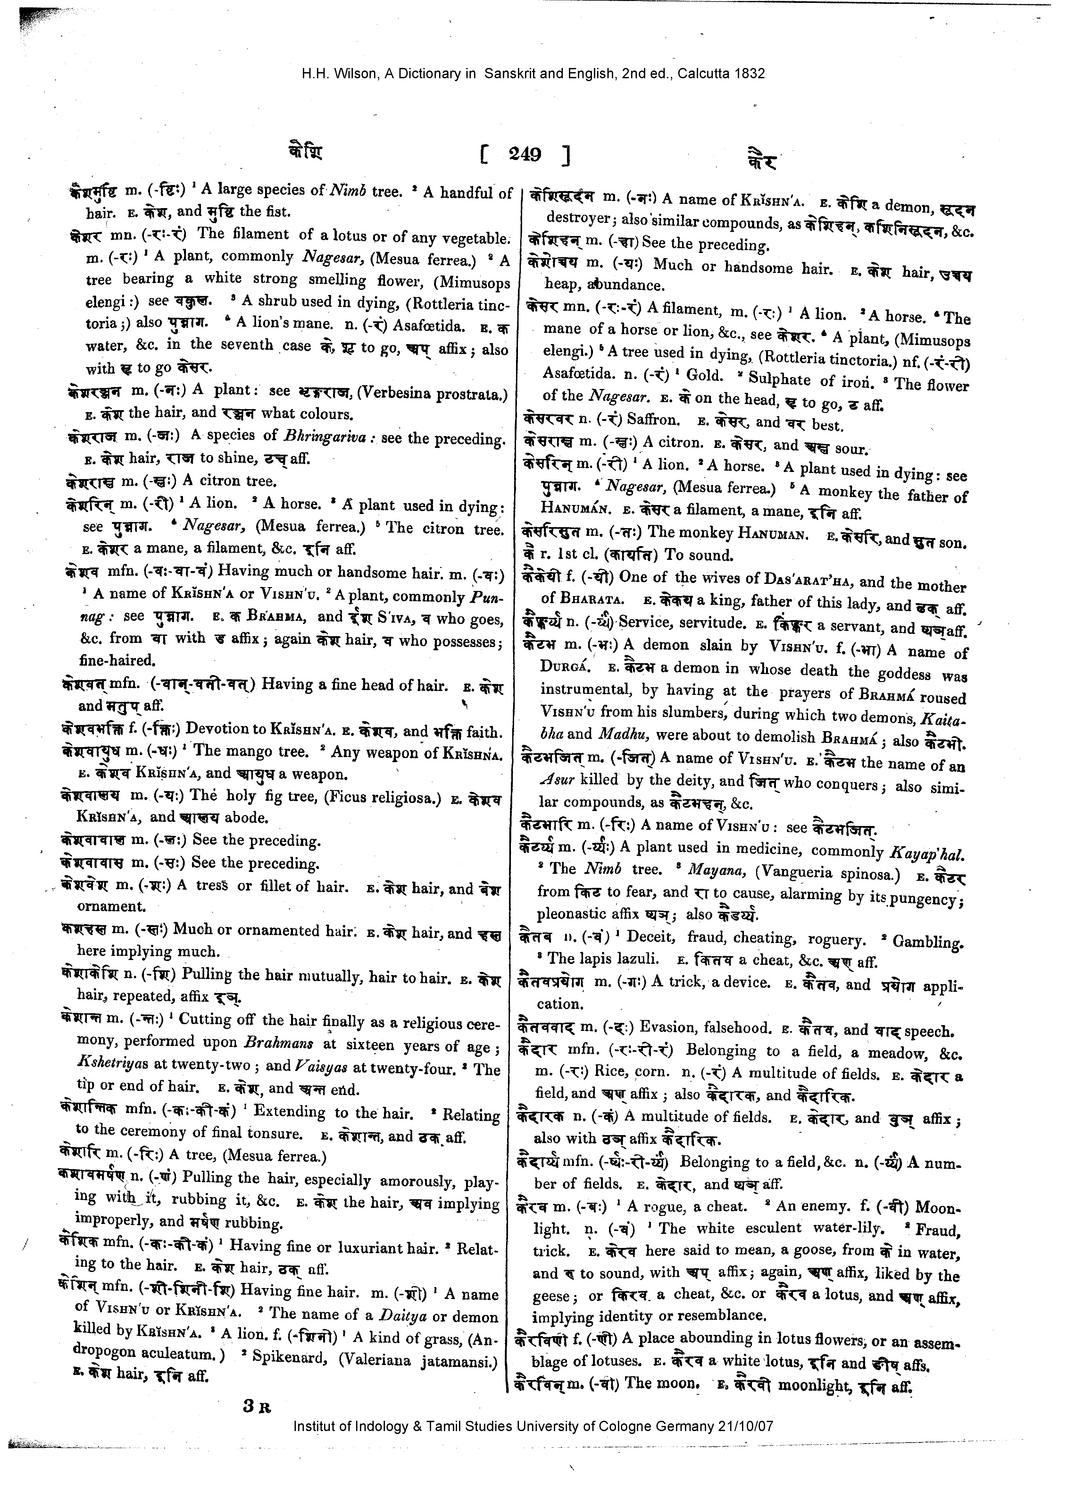 H.H. Wilson, A Dictionary in Sanskrit and English, 2nd ed., Calcutta 1832
केशि [ 249 ] कैर
केशमुष्टि m. (-ष्टिः) ¹ A large species of Nimb tree. ² A handful of
hair. E. केश, and मुष्टि the fist.
केशर mn. (-रः-रं) The filament of a lotus or of any vegetable.
m. (-रः) ¹ A plant, commonly Nagesar, (Mesua ferrea.) ² A
tree bearing a white strong smelling flower, (Mimusops
elengi:) see वकुल. ³ A shrub used in dying, (Rottleria tinc-
toria;) also पुन्नाग. ⁴ A lion's mane. n. (-रं) Asafœtida. E. क
water, &c. in the seventh case के, शॄ to go, अप् affix; also
with सृ to go केसर.
केशरञ्जन m. (-नः) A plant: see भृङ्गराज, (Verbesina prostrata.)
E. केश the hair, and रञ्जन what colours.
केशराज m. (-जः) A species of Bhringariva: see the preceding.
E. केश hair, राज to shine, टच् aff.
केशराम्ल m. (-म्लः) A citron tree.
केशरिन् m. (-री) ¹ A lion. ² A horse. ³ A plant used in dying:
see पुन्नाग. ⁴ Nagesar, (Mesua ferrea.) ⁵ The citron tree.
E. केशर a mane, a filament, &c. इनि aff.
केशव mfn. (-वः-वा-वं) Having much or handsome hair. m. (-वः)
¹ A name of KRĬSHN'A or VISHN'U. ² A plant, commonly Pun-
nag: see पुन्नाग. E. क BRAHMA, and ईश S'IVA, व who goes,
&c. from वा with ड affix; again केश hair, व who possesses;
fine-haired.
केशवत् mfn. (-वान्-वती-वत्) Having a fine head of hair. E. केश
and मतुप् aff.
केशवभक्ति f. (-क्तिः) Devotion to KRĬSHN'A. E. केशव, and भक्ति faith.
केशवायुध m. (-धः) ¹ The mango tree. ² Any weapon of KRĬSHNA.
E. केशव KRĬSHN'A, and आयुध a weapon.
केशवालय m. (-यः) The holy fig tree, (Ficus religiosa.) E. केशव
KRĬSHN'A, and आलय abode.
केशवावाल m. (-लः) See the preceding.
केशवावास m. (-सः) See the preceding.
केशवेश m. (-शः) A tress or fillet of hair. E. केश hair, and वेश
ornament.
केशहस्त m. (-स्तः) Much or ornamented hair. E. केश hair, and हस्त
here implying much.
केशाकेशि n. (-शि) Pulling the hair mutually, hair to hair. E. केश
hair, repeated, affix इञ्.
केशान्त m. (-न्तः) ¹ Cutting off the hair finally as a religious cere-
mony, performed upon Brahmans at sixteen years of age;
Kshetriyas at twenty-two; and Vaisyas at twenty-four. ² The
tip or end of hair. E. केश, and अन्त end.
केशान्तिक mfn. (-कः-की-कं) ¹ Extending to the hair. ² Relating
to the ceremony of final tonsure. E. केशान्त, and ठक् aff.
केशारि m. (-रिः) A tree, (Mesua ferrea.)
केशावमर्षण n. (-णं) Pulling the hair, especially amorously, play-
ing with it, rubbing it, &c. E. केश the hair, अव implying
improperly, and मर्षण rubbing.
केशिक mfn. (-कः-की-कं) ¹ Having fine or luxuriant hair. ² Relat-
ing to the hair. E. केश hair, ठक् aff.
केशिन् mfn. (-शी-शिनी-शि) Having fine hair. m. (-शी) ¹ A name
of VISHN'U or KRĬSHN'A. ² The name of a Daitya or demon
killed by KRĬSHN'A. ³ A lion. f. (-शिनी) ¹ A kind of grass, (An-
dropogon aculeatum.) ² Spikenard, (Valeriana jatamansi.)
E. केश hair, इनि aff.
केशिसूदन m. (-नः) A name of KRĬSHN'A. E. केशि a demon, सूदन
destroyer; also similar compounds, as केशिहन्, केशिनिसूदन, &c.
केशिहन् m. (-हा) See the preceding.
केशोच्चय m. (-यः) Much or handsome hair. E. केश hair, उच्चय
heap, abundance.
केसर mn. (-रः-रं) A filament, m. (-रः) ¹ A lion. ² A horse. ³ The
mane of a horse or lion, &c., see केशर. ⁴ A plant, (Mimusops
elengi.) ⁵ A tree used in dying, (Rottleria tinctoria.) nf. (-रं-री)
Asafœtida. n. (-रं) ¹ Gold. ² Sulphate of iron. ³ The flower
of the Nagesar. E. के on the head, सृ to go, ट aff.
केसरवर n. (-रं) Saffron. E. केसर, and वर best.
केसराम्ल m. (-म्लः) A citron. E. केसर, and अम्ल sour.
केसरिन् m. (-री) ¹ A lion. ² A horse. ³ A plant used in dying: see
पुन्नाग. ⁴ Nagesar, (Mesua ferrea.) ⁵ A monkey the father of
HANUMÁN. E. केसर a filament, a mane, इनि aff.
केसरिसुत m. (-तः) The monkey HANUMAN. E. केसरि, and सुत son.
कै r. 1st cl. (कायति) To sound.
कैकेयी f. (-यी) One of the wives of DAS'ARAT'HA, and the mother
of BHARATA. E. केकय a king, father of this lady, and ढक् aff.
कैङ्कर्य्य n. (-र्य्यं) Service, servitude. E. किङ्कर a servant, and ष्यञ् aff.
कैटभ m. (-भः) A demon slain by VISHN'U. f. (-भा) A name of
DURGÁ. E. कैटभ a demon in whose death the goddess was
instrumental, by having at the prayers of BRAHMÁ roused
VISHN'U from his slumbers, during which two demons, Kaita-
bha and Madhu, were about to demolish BRAHMÁ; also कैटभी.
कैटभजित् m. (-जित्) A name of VISHN'U. E. कैटभ the name of an
Asur killed by the deity, and जित् who conquers; also simi-
lar compounds, as कैटभहन्, &c.
कैटभारि m. (-रिः) A name of VISHN'U: see कैटभजित्.
कैटर्य्य m. (-र्य्यः) A plant used in medicine, commonly Kayap'hal.
² The Nimb tree. ³ Mayana, (Vangueria spinosa.) E. कैटर
from किट to fear, and रा to cause, alarming by its pungency;
pleonastic affix ष्यञ्; also कैडर्य्य.
कैतव n. (-वं) ¹ Deceit, fraud, cheating, roguery. ² Gambling.
³ The lapis lazuli. E. कितव a cheat, &c. अण् aff.
कैतवप्रयोग m. (-गः) A trick, a device. E. कैतव, and प्रयोग appli-
cation.
कैतववाद m. (-दः) Evasion, falsehood. E. कैतव, and वाद speech.
कैदार mfn. (-रः-री-रं) Belonging to a field, a meadow, &c.
m. (-रः) Rice, corn. n. (-रं) A multitude of fields. E. केदार a
field, and अण् affix; also कैदारक, and कैदारिक.
कैदारक n. (-कं) A multitude of fields. E. केदार, and वुञ् affix;
also with ठञ् affix कैदारिक.
कैदार्य्य mfn. (-र्य्यः-री-र्य्यं) Belonging to a field, &c. n. (-र्य्यं) A num-
ber of fields. E. केदार, and ष्यञ् aff.
कैरव m. (-वः) ¹ A rogue, a cheat. ² An enemy. f. (-वी) Moon-
light. n. (-वं) ¹ The white esculent water-lily. ² Fraud,
trick. E. केरव here said to mean, a goose, from के in water,
and रु to sound, with अप् affix; again, अण् affix, liked by the
geese; or कितव a cheat, &c. or कैरव a lotus, and अण् affix,
implying identity or resemblance.
कैरविणी f. (-णी) A place abounding in lotus flowers, or an assem-
blage of lotuses. E. कैरव a white lotus, इनि and ङीष् affs.
कैरविन् m. (-वी) The moon. E. कैरवी moonlight, इनि aff.
3 R
Institut of Indology & Tamil Studies University of Cologne Germany 21/10/07